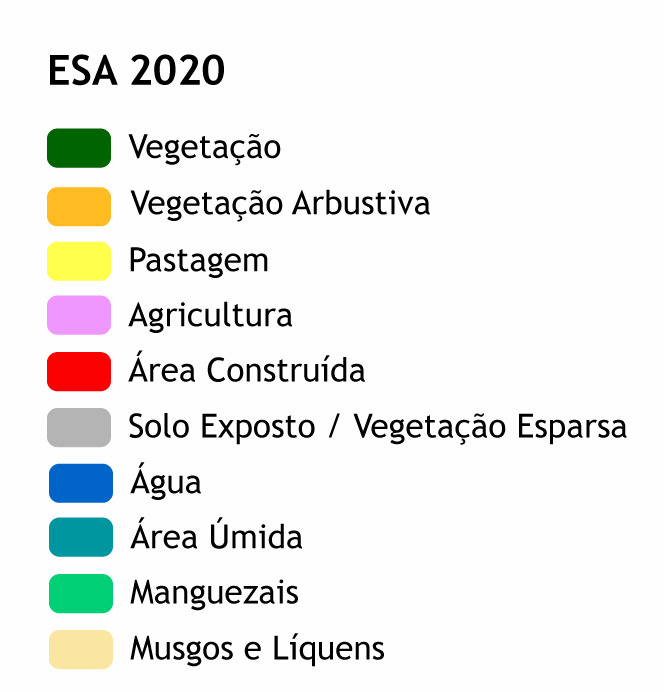 ESA 2020
Vegetação
Vegetação Arbustiva
Pastagem
Agricultura
Área Construída
Solo Exposto / Vegetação Esparsa
Água
Área Úmida
Manguezais
Musgos e Líquens